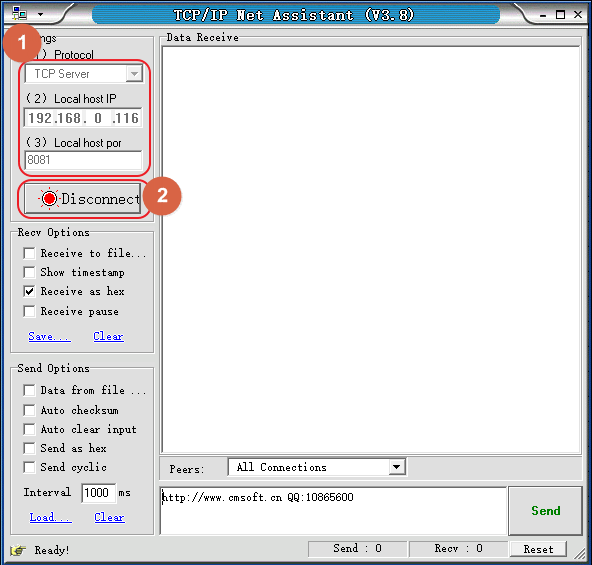 TCP/IP Net Assistant (V3.8)
1
ngs
) Protocol
TCP Server
(2) Local host IP
192.168. 0 .116
(3) Local host por
8081
Disconnect
2
Recv Options
Receive to file...
Show timestamp
Receive as hex
Receive pause
Save...
Clear
Send Options
Data from file ...
Auto checksum
Auto clear input
Send as hex
Send cyclic
Interval 1000 ms
Load...
Clear
Data Receive
Peers: All Connections
http://www.cmsoft.cn QQ:10865600
Send
Ready!
Send : 0
Recv : 0
Reset